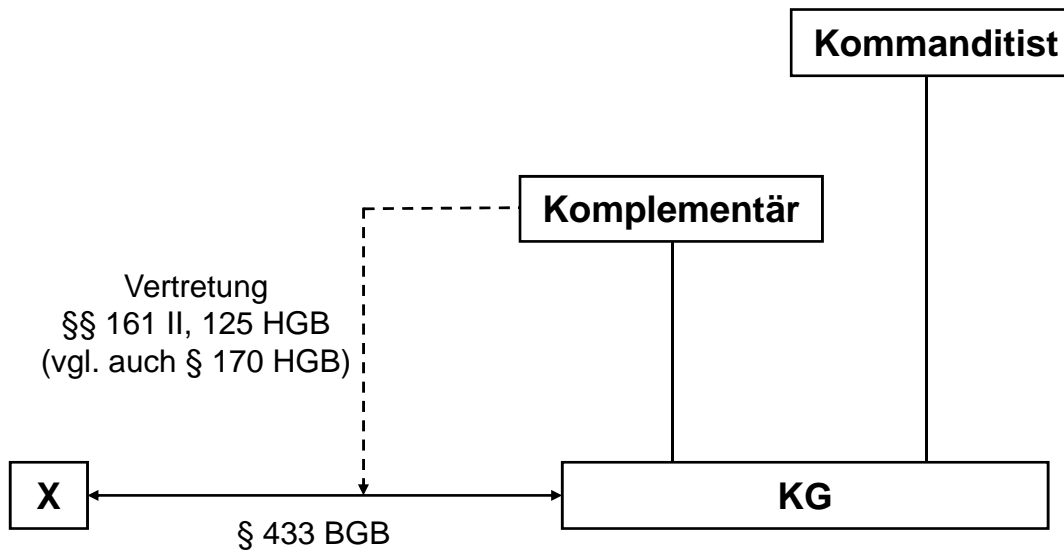 Kommanditist
Komplementär
Vertretung
§§ 161 II, 125 HGB
(vgl. auch § 170 HGB)
X
KG
§ 433 BGB